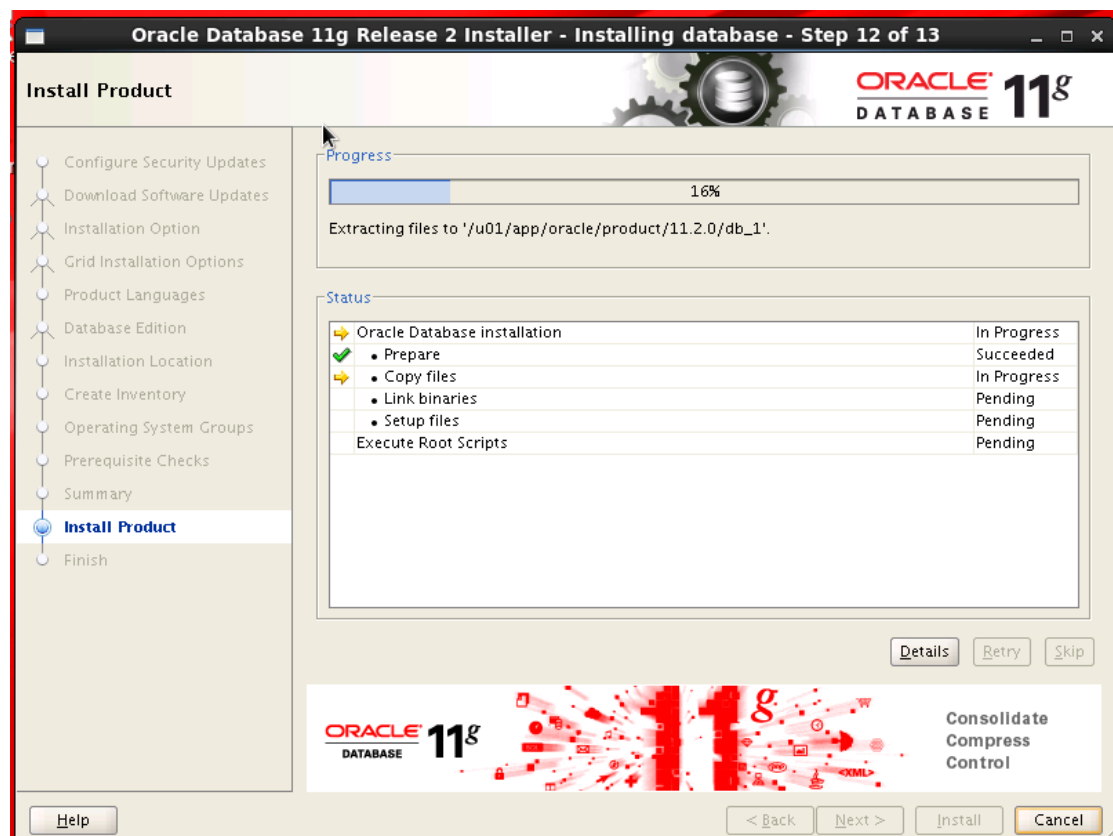 Oracle Database 11g Release 2 Installer - Installing database - Step 12 of 13
Install Product
ORACLE DATABASE 11g
Configure Security Updates
Download Software Updates
Installation Option
Grid Installation Options
Product Languages
Database Edition
Installation Location
Create Inventory
Operating System Groups
Prerequisite Checks
Summary
Install Product
Finish
Progress
16%
Extracting files to '/u01/app/oracle/product/11.2.0/db_1'.
Status
Oracle Database installation In Progress
• Prepare Succeeded
• Copy files In Progress
• Link binaries Pending
• Setup files Pending
Execute Root Scripts Pending
Details Retry Skip
ORACLE DATABASE 11g
11g
<XML>
Consolidate
Compress
Control
Help < Back Next > Install Cancel